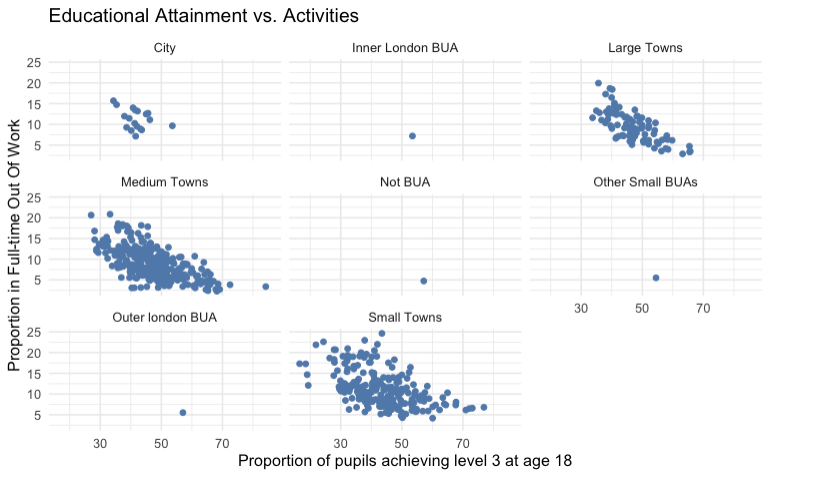 Educational Attainment vs. Activities
City Inner London BUA Large Towns
25
20
15
10
5
Medium Towns Not BUA Other Small BUAs
25
20
15
10
5
30 50 70
Outer london BUA Small Towns
25
20
15
10
5
30 50 70 30 50 70
Proportion of pupils achieving level 3 at age 18
Proportion in Full-time Out Of Work